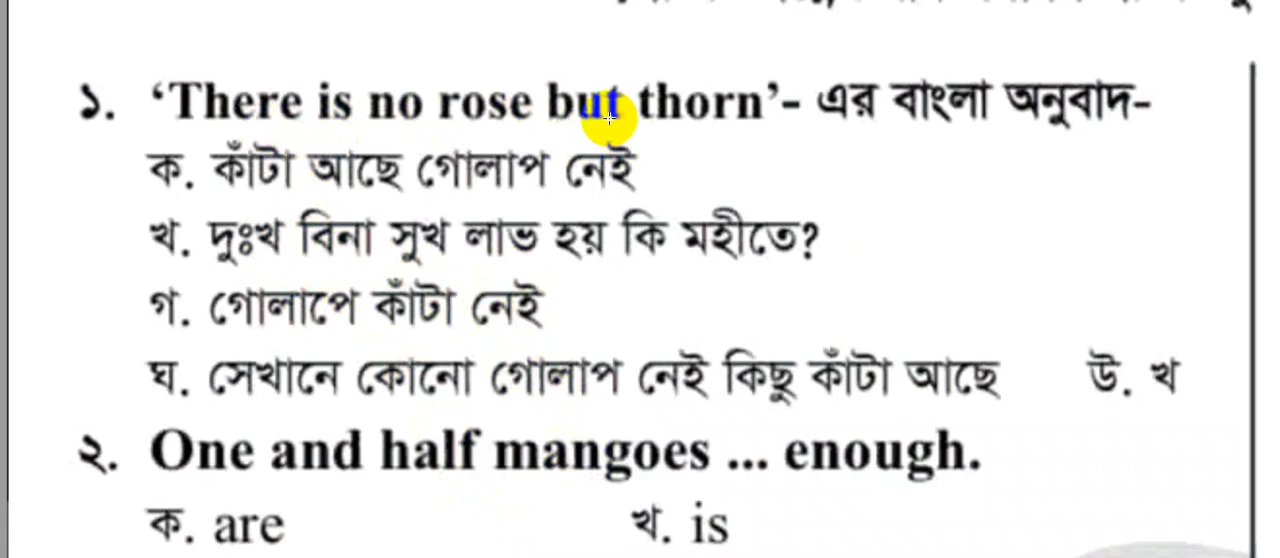 ১. ‘There is no rose but thorn’- এর বাংলা অনুবাদ-
ক. কাঁটা আছে গোলাপ নেই
খ. দুঃখ বিনা সুখ লাভ হয় কি মহীতে?
গ. গোলাপে কাঁটা নেই
ঘ. সেখানে কোনো গোলাপ নেই কিছু কাঁটা আছে উ. খ
২. One and half mangoes ... enough.
ক. are খ. is